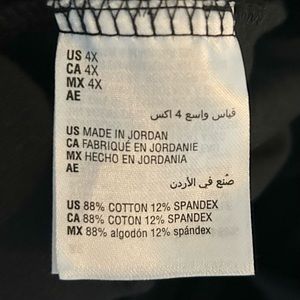 US 4X
CA 4X
MX 4X
AE
قياس واسع 4 اكس
US MADE IN JORDAN
CA FABRIQUÉ EN JORDANIE
MX HECHO EN JORDANIA
AE
صُنع في الأردن
US 88% COTTON 12% SPANDEX
CA 88% COTON 12% SPANDEX
MX 88% algodón 12% spándex